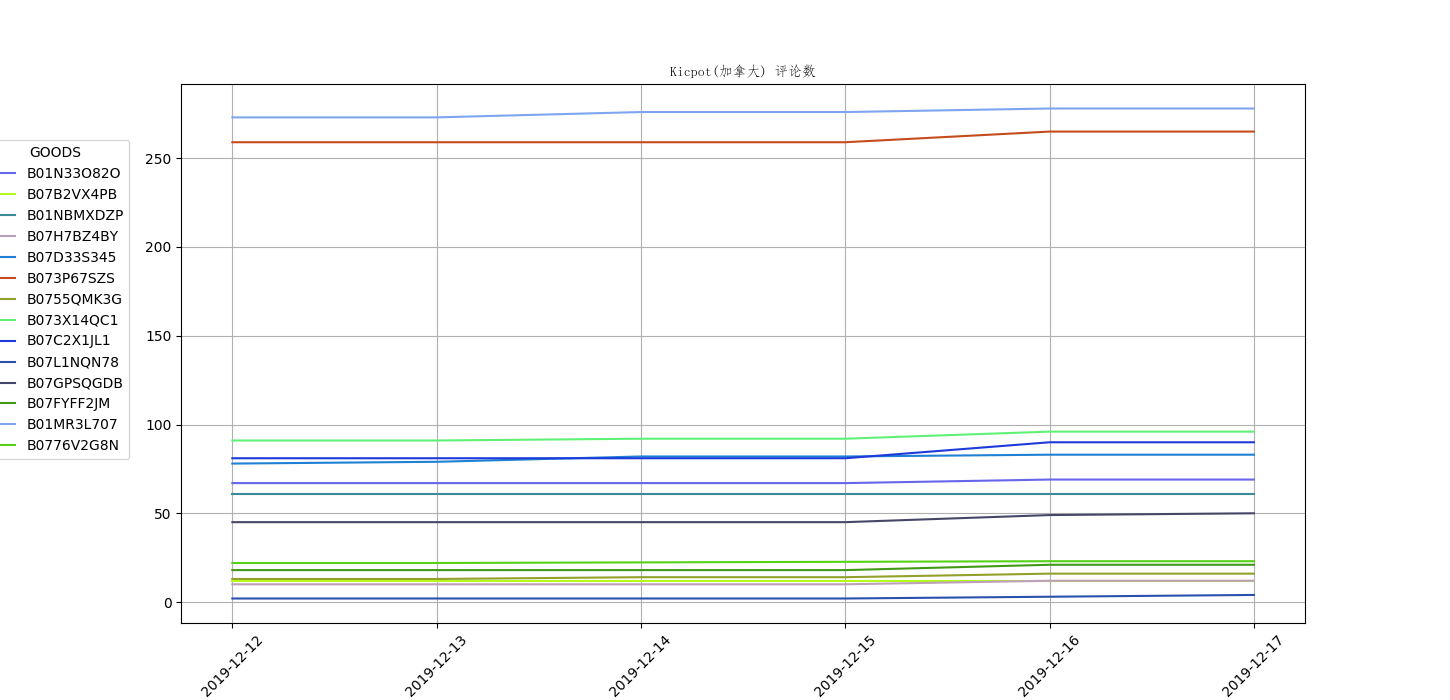 Kicpot(加拿大) 评论数
GOODS
B01N33O82O
B07B2VX4PB
B01NBMXDZP
B07H7BZ4BY
B07D33S345
B073P67SZS
B0755QMK3G
B073X14QC1
B07C2X1JL1
B07L1NQN78
B07GPSQGDB
B07FYFF2JM
B01MR3L707
B0776V2G8N
250
200
150
100
50
0
2019-12-12
2019-12-13
2019-12-14
2019-12-15
2019-12-16
2019-12-17